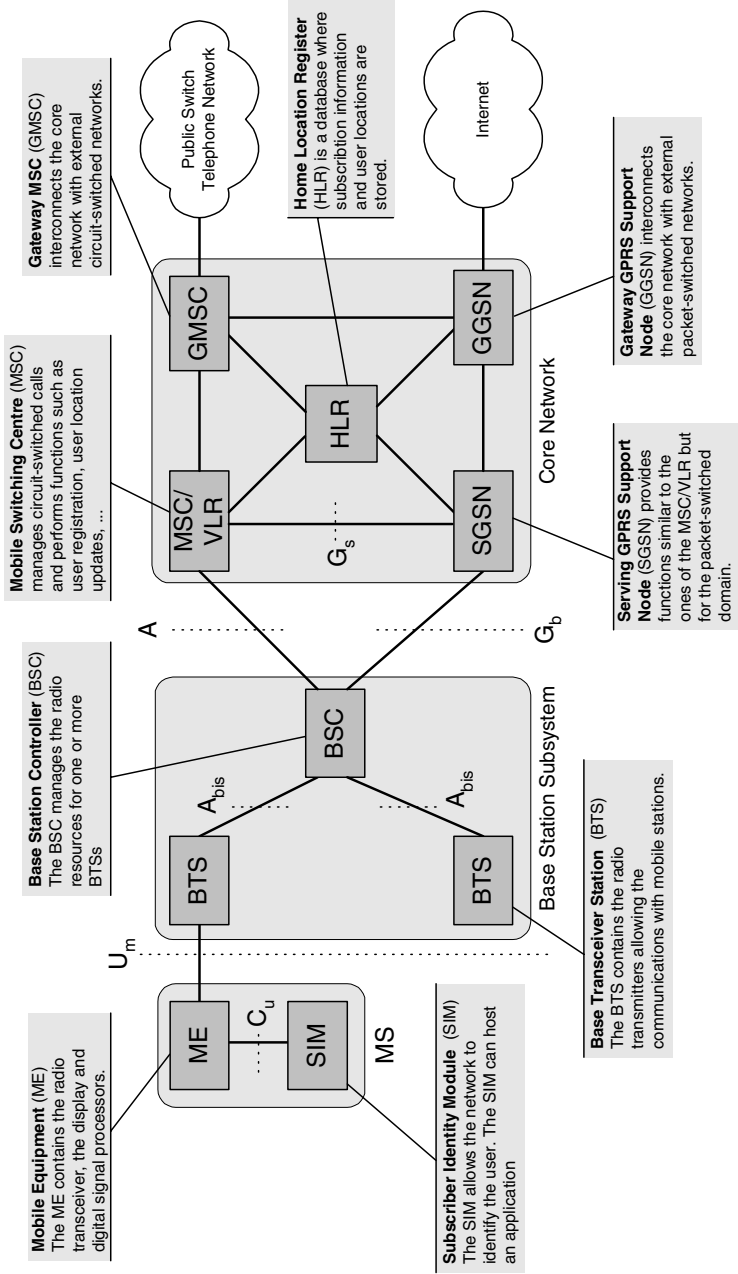 Mobile Equipment (ME)
The ME contains the radio
transceiver, the display and
digital signal processors.
Base Station Controller (BSC)
The BSC manages the radio
resources for one or more
BTSs
Mobile Switching Centre (MSC)
manages circuit-switched calls
and performs functions such as
user registration, user location
updates, ...
Gateway MSC (GMSC)
interconnects the core
network with external
circuit-switched networks.
U_m
A
ME
C_u
SIM
MS
BTS
A_bis
BSC
A_bis
BTS
Base Station Subsystem
G_b
MSC/
VLR
GMSC
G_s
HLR
SGSN
GGSN
Core Network
Public Switch
Telephone Network
Home Location Register
(HLR) is a database where
subscribtion information
and user locations are
stored.
Internet
Subscriber Identity Module (SIM)
The SIM allows the network to
identify the user. The SIM can host
an application
Base Transceiver Station (BTS)
The BTS contains the radio
transmitters allowing the
communications with mobile stations.
Serving GPRS Support
Node (SGSN) provides
functions similar to the
ones of the MSC/VLR but
for the packet-switched
domain.
Gateway GPRS Support
Node (GGSN) interconnects
the core network with external
packet-switched networks.